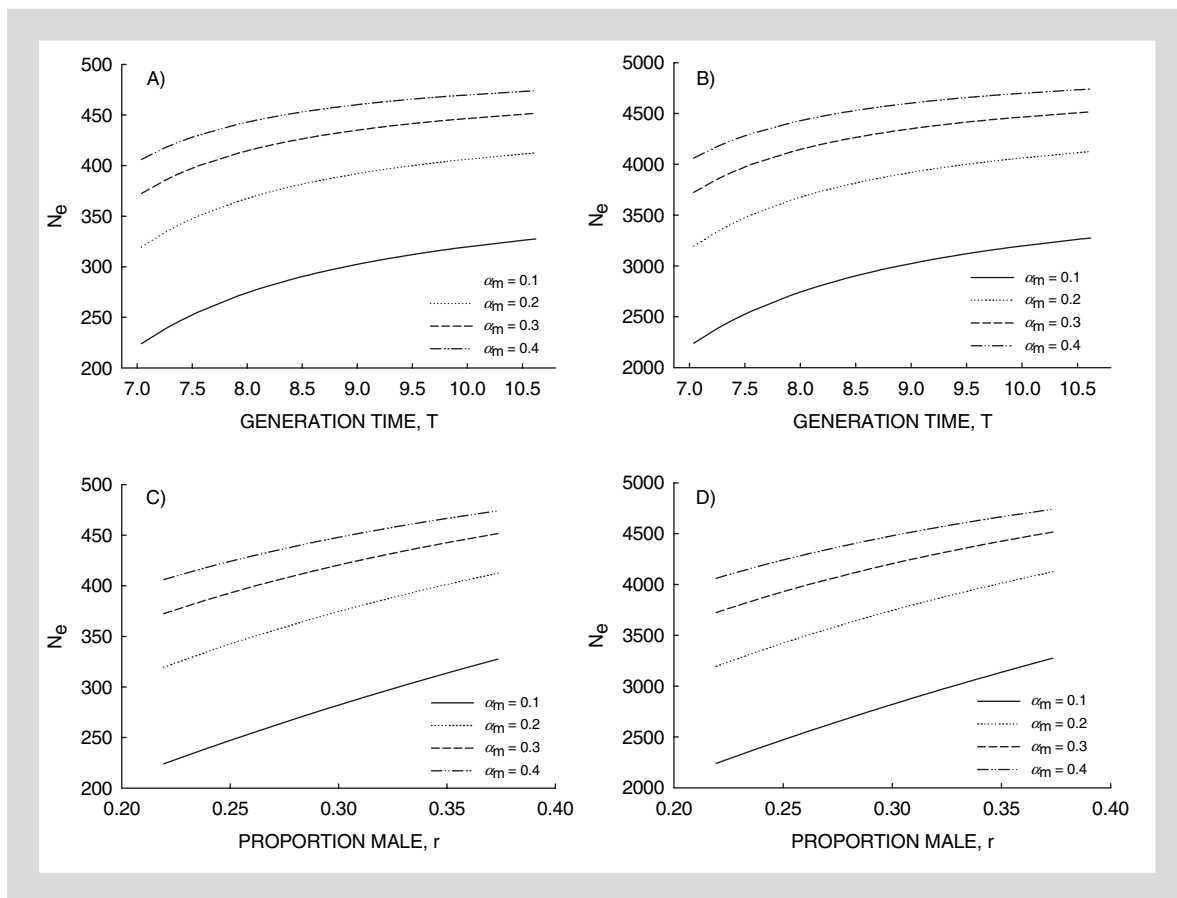 A)
500
450
400
350
300
250
200
Ne
αm = 0.1
αm = 0.2
αm = 0.3
αm = 0.4
7.0 7.5 8.0 8.5 9.0 9.5 10.0 10.5
GENERATION TIME, T
B)
5000
4500
4000
3500
3000
2500
2000
Ne
αm = 0.1
αm = 0.2
αm = 0.3
αm = 0.4
7.0 7.5 8.0 8.5 9.0 9.5 10.0 10.5
GENERATION TIME, T
C)
500
450
400
350
300
250
200
Ne
αm = 0.1
αm = 0.2
αm = 0.3
αm = 0.4
0.20 0.25 0.30 0.35 0.40
PROPORTION MALE, r
D)
5000
4500
4000
3500
3000
2500
2000
Ne
αm = 0.1
αm = 0.2
αm = 0.3
αm = 0.4
0.20 0.25 0.30 0.35 0.40
PROPORTION MALE, r